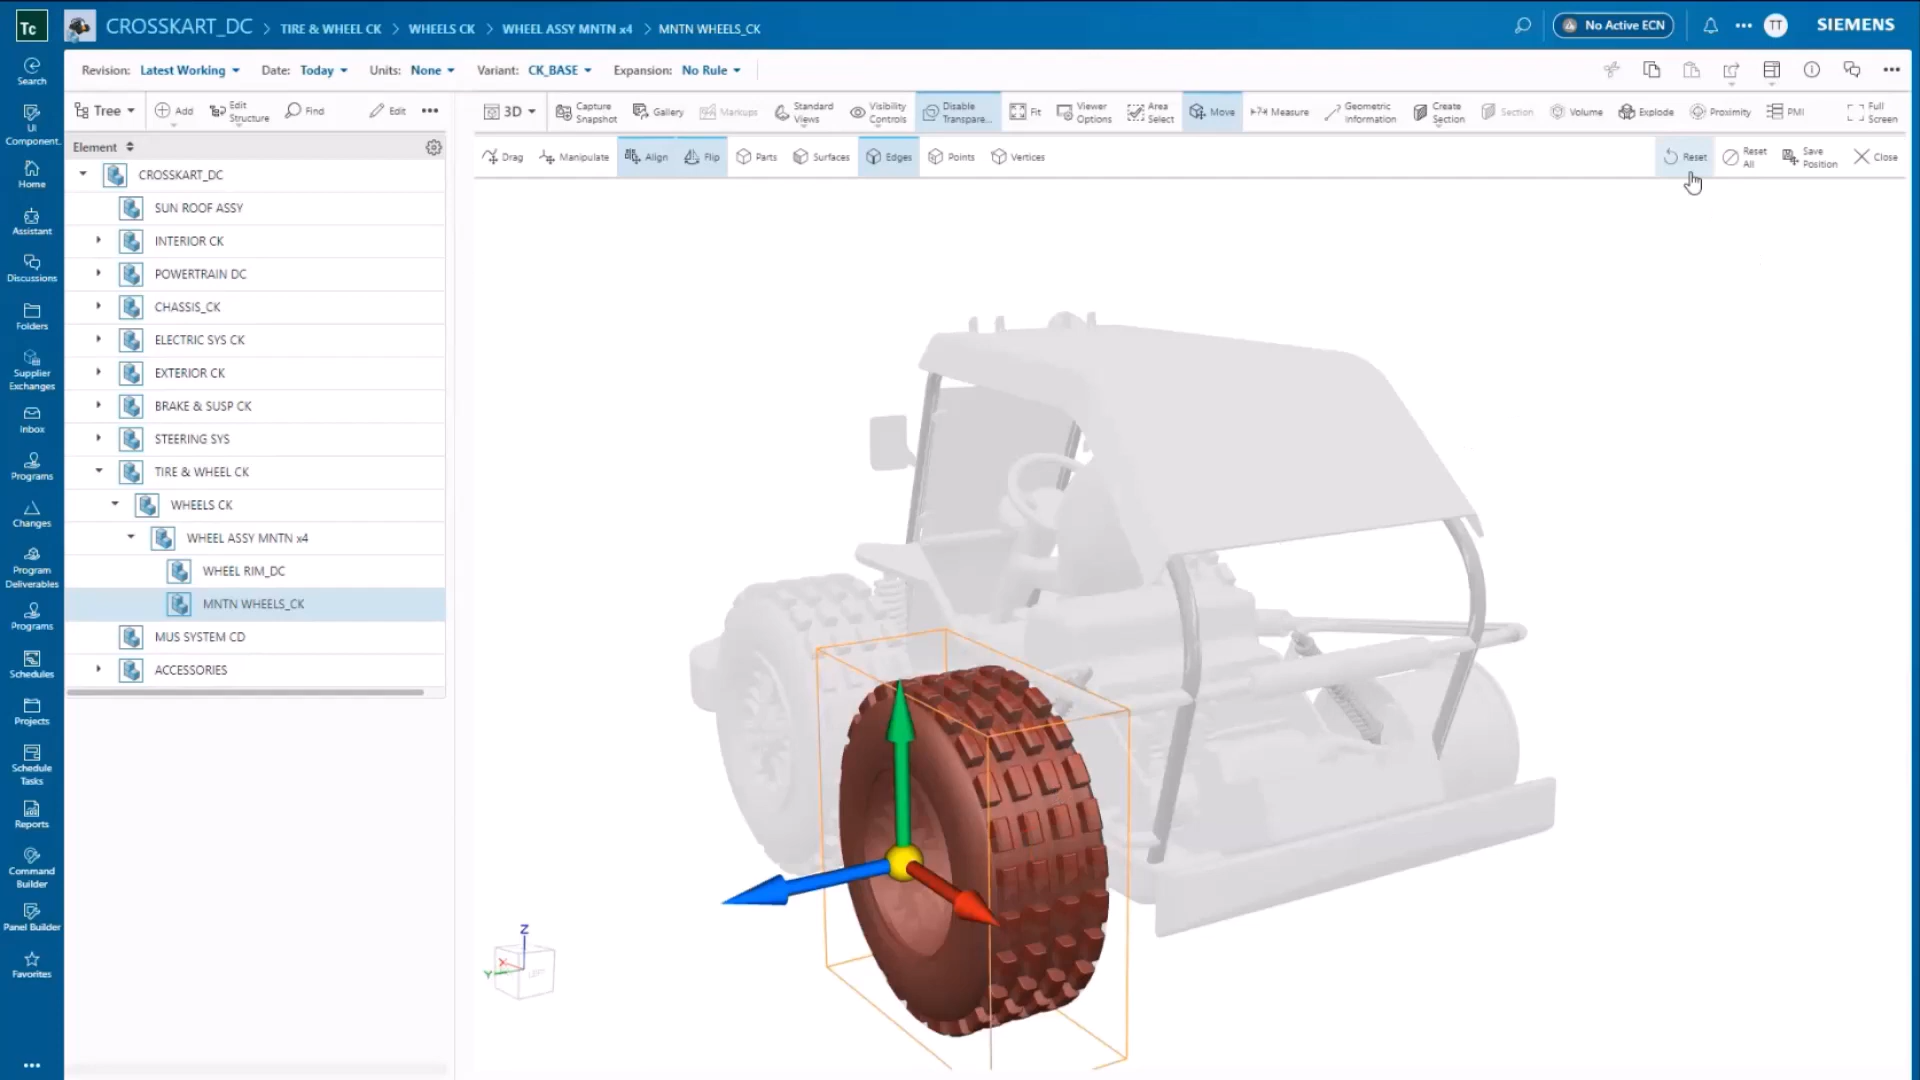 Tc
CROSSKART_DC > TIRE & WHEEL CK > WHEELS CK > WHEEL ASSY MNTN x4 > MNTN WHEELS_CK
No Active ECN
TT
SIEMENS
Revision: Latest Working Date: Today Units: None Variant: CK_BASE Expansion: No Rule
Search
UI
Component.
Home
Assistant
Discussions
Folders
Supplier
Exchanges
Inbox
Programs
Changes
Program
Deliverables
Programs
Schedules
Projects
Schedule
Tasks
Reports
Command
Builder
Panel Builder
Favorites
Tree
Add
Edit
Structure
Find
Edit
3D
Capture
Snapshot
Gallery
Markups
Standard
Views
Visibility
Controls
Disable
Transpare...
Fit
Viewer
Options
Area
Select
Move
Measure
Geometric
Information
Create
Section
Section
Volume
Explode
Proximity
PMI
Full
Screen
Drag
Manipulate
Align
Flip
Parts
Surfaces
Edges
Points
Vertices
Reset
Reset
All
Save
Position
Close
Element
CROSSKART_DC
SUN ROOF ASSY
INTERIOR CK
POWERTRAIN DC
CHASSIS_CK
ELECTRIC SYS CK
EXTERIOR CK
BRAKE & SUSP CK
STEERING SYS
TIRE & WHEEL CK
WHEELS CK
WHEEL ASSY MNTN x4
WHEEL RIM_DC
MNTN WHEELS_CK
MUS SYSTEM CD
ACCESSORIES
Z
X
Y
LEFT